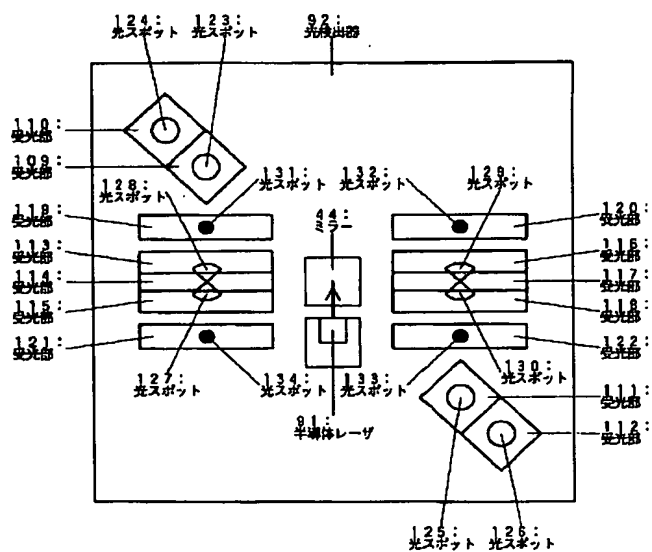 124:
光スポット
123:
光スポット
92:
光検出器
110:
受光部
109:
受光部
128:
光スポット
131:
光スポット
132:
光スポット
129:
光スポット
118:
受光部
44:
ミラー
120:
受光部
113:
受光部
116:
受光部
114:
受光部
117:
受光部
115:
受光部
118:
受光部
121:
受光部
122:
受光部
127:
光スポット
134:
光スポット
133:
光スポット
130:
光スポット
111:
受光部
91:
半導体レーザ
112:
受光部
125:
光スポット
126:
光スポット